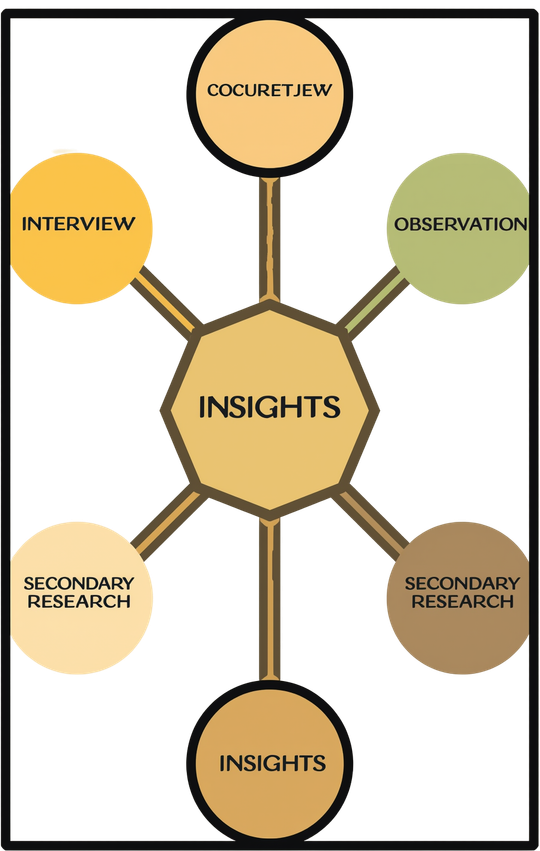 COCURETJEW
INTERVIEW
OBSERVATION
INSIGHTS
SECONDARY
RESEARCH
SECONDARY
RESEARCH
INSIGHTS